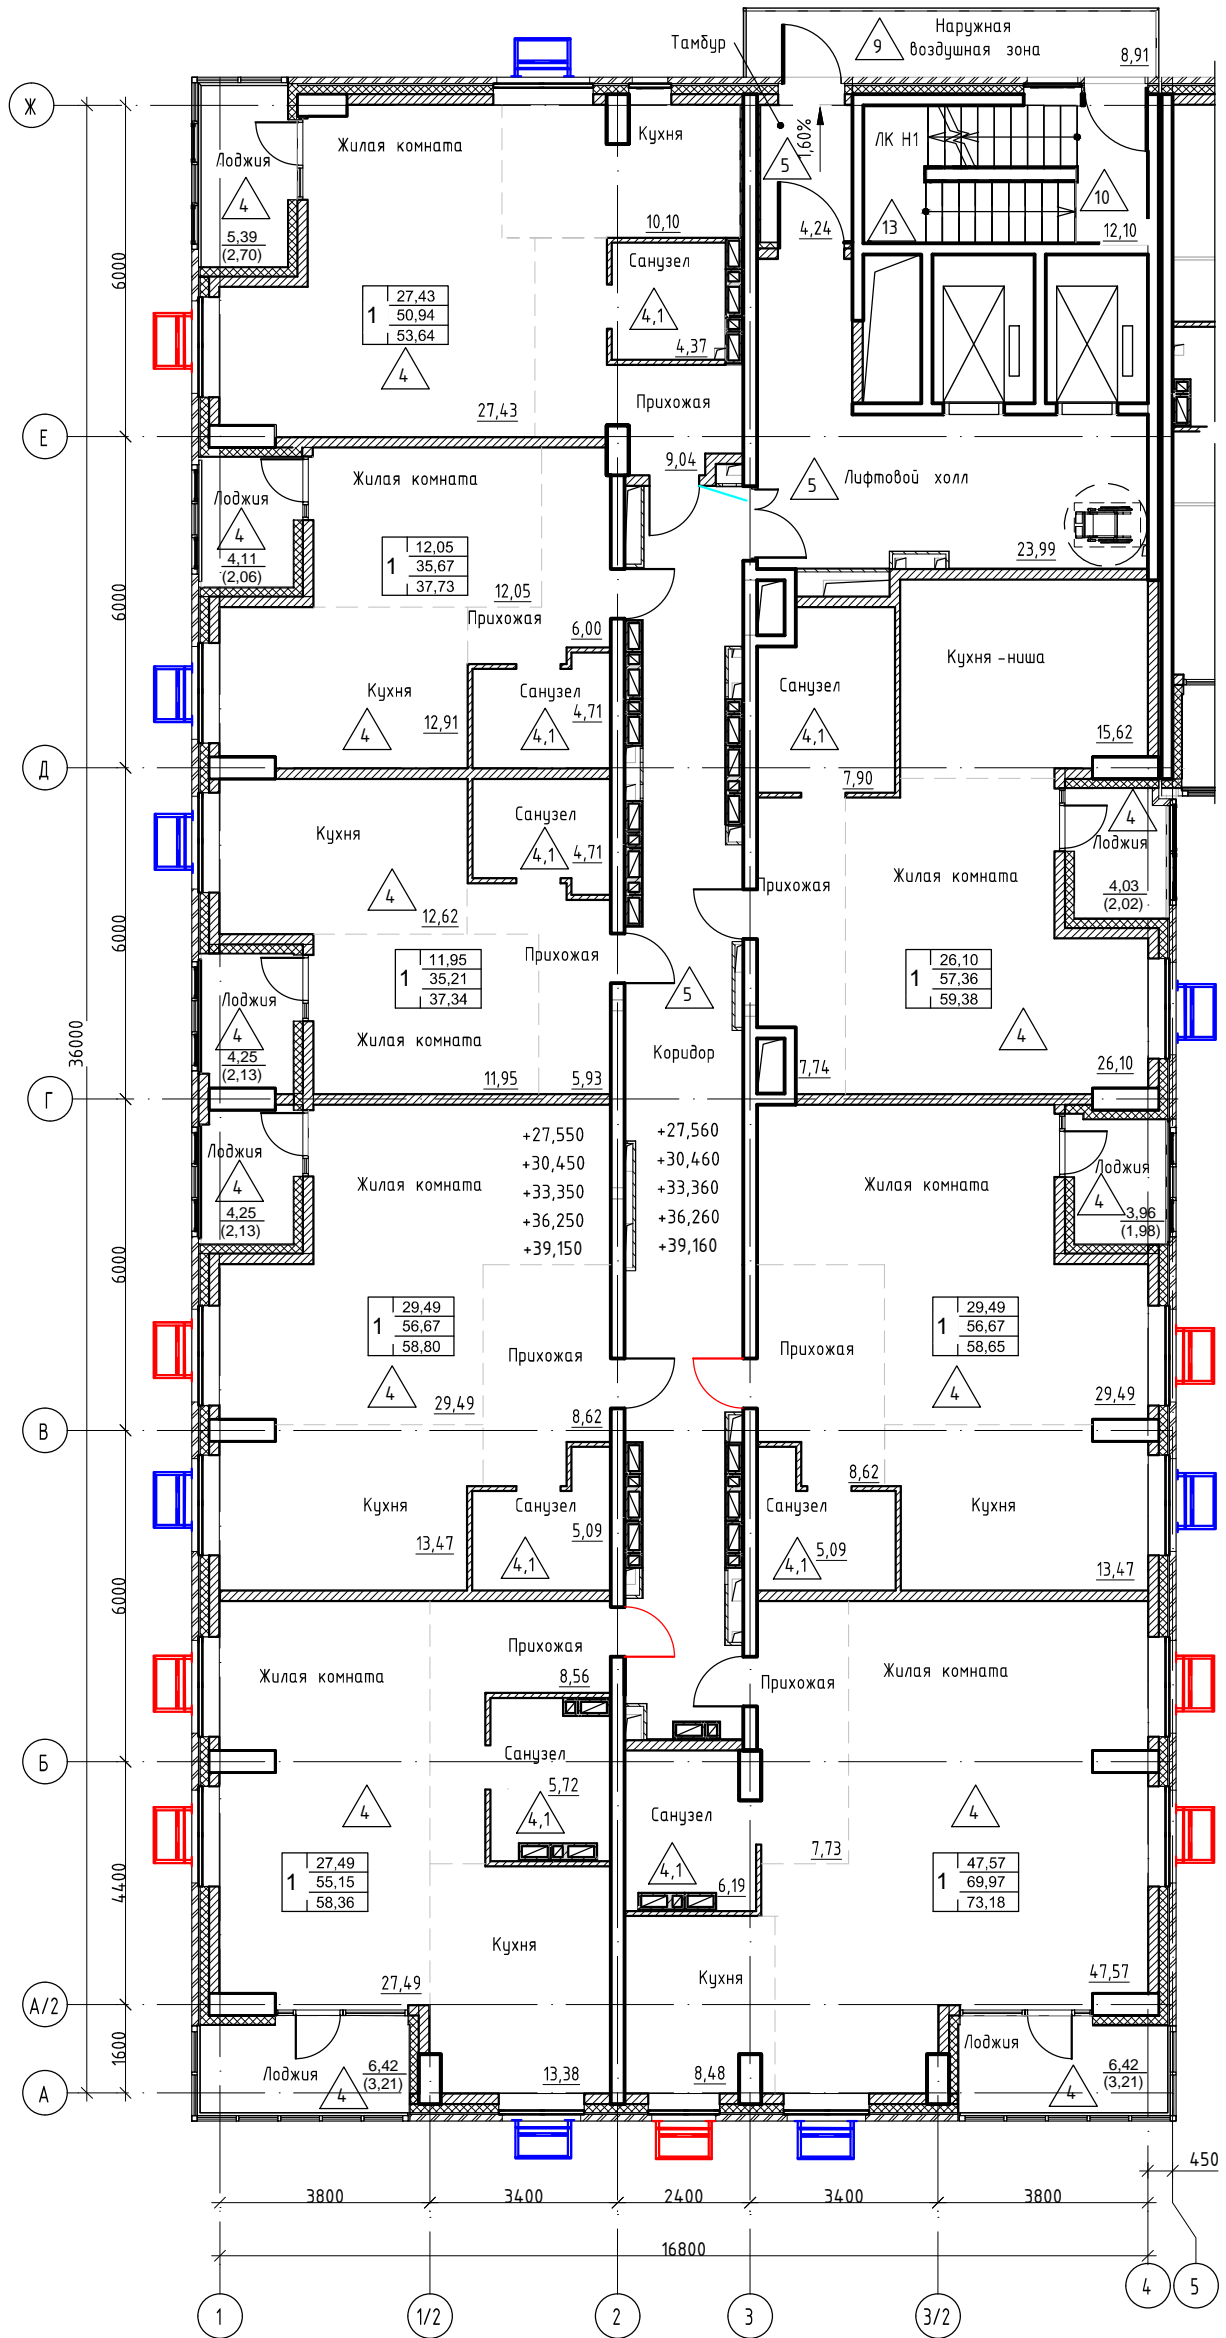 Наружная
воздушная зона
9
8,91
Тамбур
Ж
Жилая комната
Кухня
5
1,60%
ЛК Н1
10
13
12,10
4,24
Лоджия
4
5,39
(2,70)
10,10
Санузел
4,1
4,37
1
27,43
50,94
53,64
4
27,43
Прихожая
9,04
6000
Е
Жилая комната
Лоджия
4
4,11
(2,06)
1
12,05
35,67
37,73
12,05
Прихожая
6,00
5
Лифтовой холл
23,99
6000
Кухня
4
12,91
Санузел
4,71
4,1
Санузел
4,1
7,90
Кухня-ниша
15,62
Д
Кухня
4
12,62
Санузел
4,71
4,1
Прихожая
Жилая комната
4
Лоджия
4,03
(2,02)
6000
36000
1
11,95
35,21
37,34
Прихожая
5
Лоджия
4
4,25
(2,13)
Жилая комната
11,95
5,93
Коридор
7,74
1
26,10
57,36
59,38
4
26,10
Г
Лоджия
4
4,25
(2,13)
Жилая комната
+27,550
+30,450
+33,350
+36,250
+39,150
+27,560
+30,460
+33,360
+36,260
+39,160
Жилая комната
Лоджия
4
3,96
(1,98)
6000
1
29,49
56,67
58,80
4
29,49
Прихожая
8,62
Прихожая
1
29,49
56,67
58,65
4
29,49
В
Кухня
13,47
Санузел
5,09
4,1
8,62
Санузел
5,09
4,1
Кухня
13,47
6000
Жилая комната
Прихожая
8,56
Прихожая
Жилая комната
Б
Санузел
5,72
4,1
4
Санузел
4,1
6,19
7,73
4
4400
1
27,49
55,15
58,36
1
47,57
69,97
73,18
Кухня
27,49
Кухня
47,57
А/2
1600
Лоджия
4
6,42
(3,21)
13,38
8,48
Лоджия
4
6,42
(3,21)
А
450
3800
3400
2400
3400
3800
16800
1
1/2
2
3
3/2
4
5